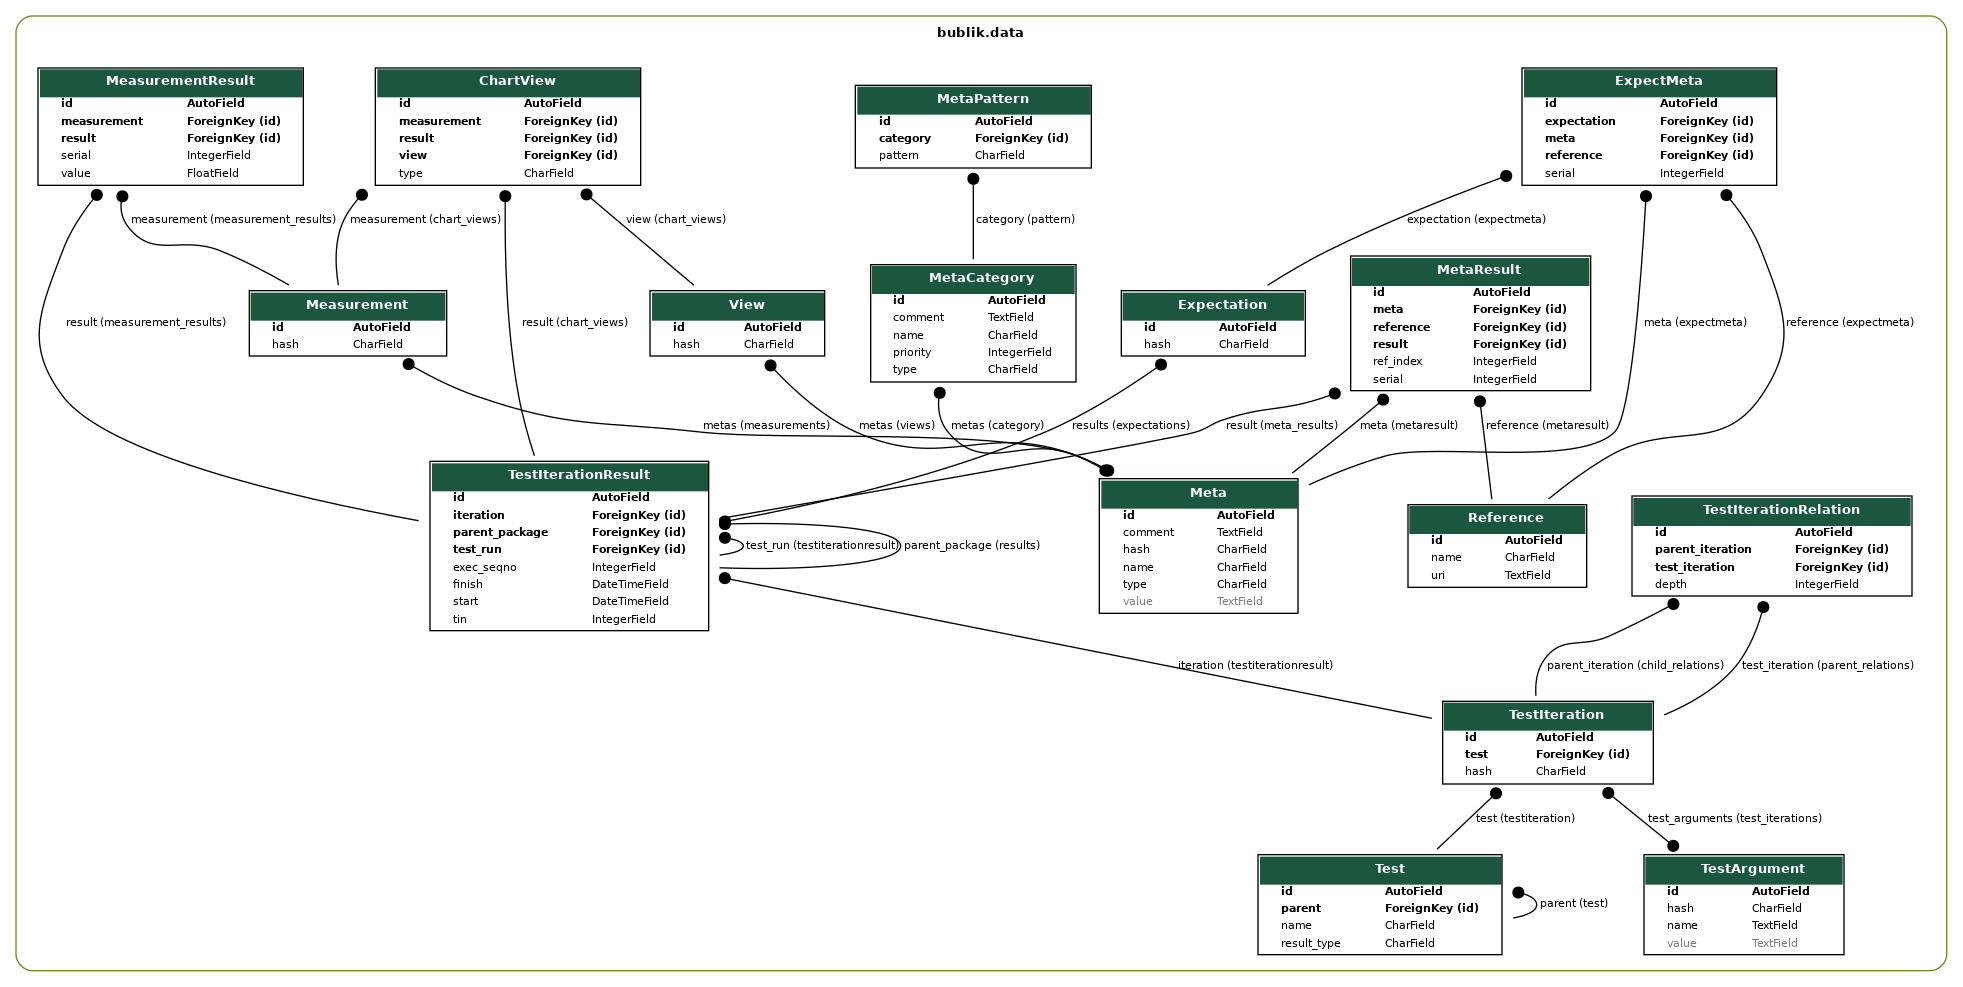 bublik.data
MeasurementResult
id AutoField
measurement ForeignKey (id)
result ForeignKey (id)
serial IntegerField
value FloatField
ChartView
id AutoField
measurement ForeignKey (id)
result ForeignKey (id)
view ForeignKey (id)
type CharField
MetaPattern
id AutoField
category ForeignKey (id)
pattern CharField
ExpectMeta
id AutoField
expectation ForeignKey (id)
meta ForeignKey (id)
reference ForeignKey (id)
serial IntegerField
measurement (measurement_results)
measurement (chart_views)
view (chart_views)
category (pattern)
expectation (expectmeta)
Measurement
id AutoField
hash CharField
View
id AutoField
hash CharField
MetaCategory
id AutoField
comment TextField
name CharField
priority IntegerField
type CharField
Expectation
id AutoField
hash CharField
MetaResult
id AutoField
meta ForeignKey (id)
reference ForeignKey (id)
result ForeignKey (id)
ref_index IntegerField
serial IntegerField
result (measurement_results)
result (chart_views)
meta (expectmeta)
reference (expectmeta)
metas (measurements)
metas (views)
metas (category)
results (expectations)
result (meta_results)
meta (metaresult)
reference (metaresult)
TestIterationResult
id AutoField
iteration ForeignKey (id)
parent_package ForeignKey (id)
test_run ForeignKey (id)
exec_seqno IntegerField
finish DateTimeField
start DateTimeField
tin IntegerField
test_run (testiterationresult)
parent_package (results)
Meta
id AutoField
comment TextField
hash CharField
name CharField
type CharField
value TextField
Reference
id AutoField
name CharField
uri TextField
TestIterationRelation
id AutoField
parent_iteration ForeignKey (id)
test_iteration ForeignKey (id)
depth IntegerField
iteration (testiterationresult)
parent_iteration (child_relations)
test_iteration (parent_relations)
TestIteration
id AutoField
test ForeignKey (id)
hash CharField
test (testiteration)
test_arguments (test_iterations)
Test
id AutoField
parent ForeignKey (id)
name CharField
result_type CharField
parent (test)
TestArgument
id AutoField
hash CharField
name TextField
value TextField